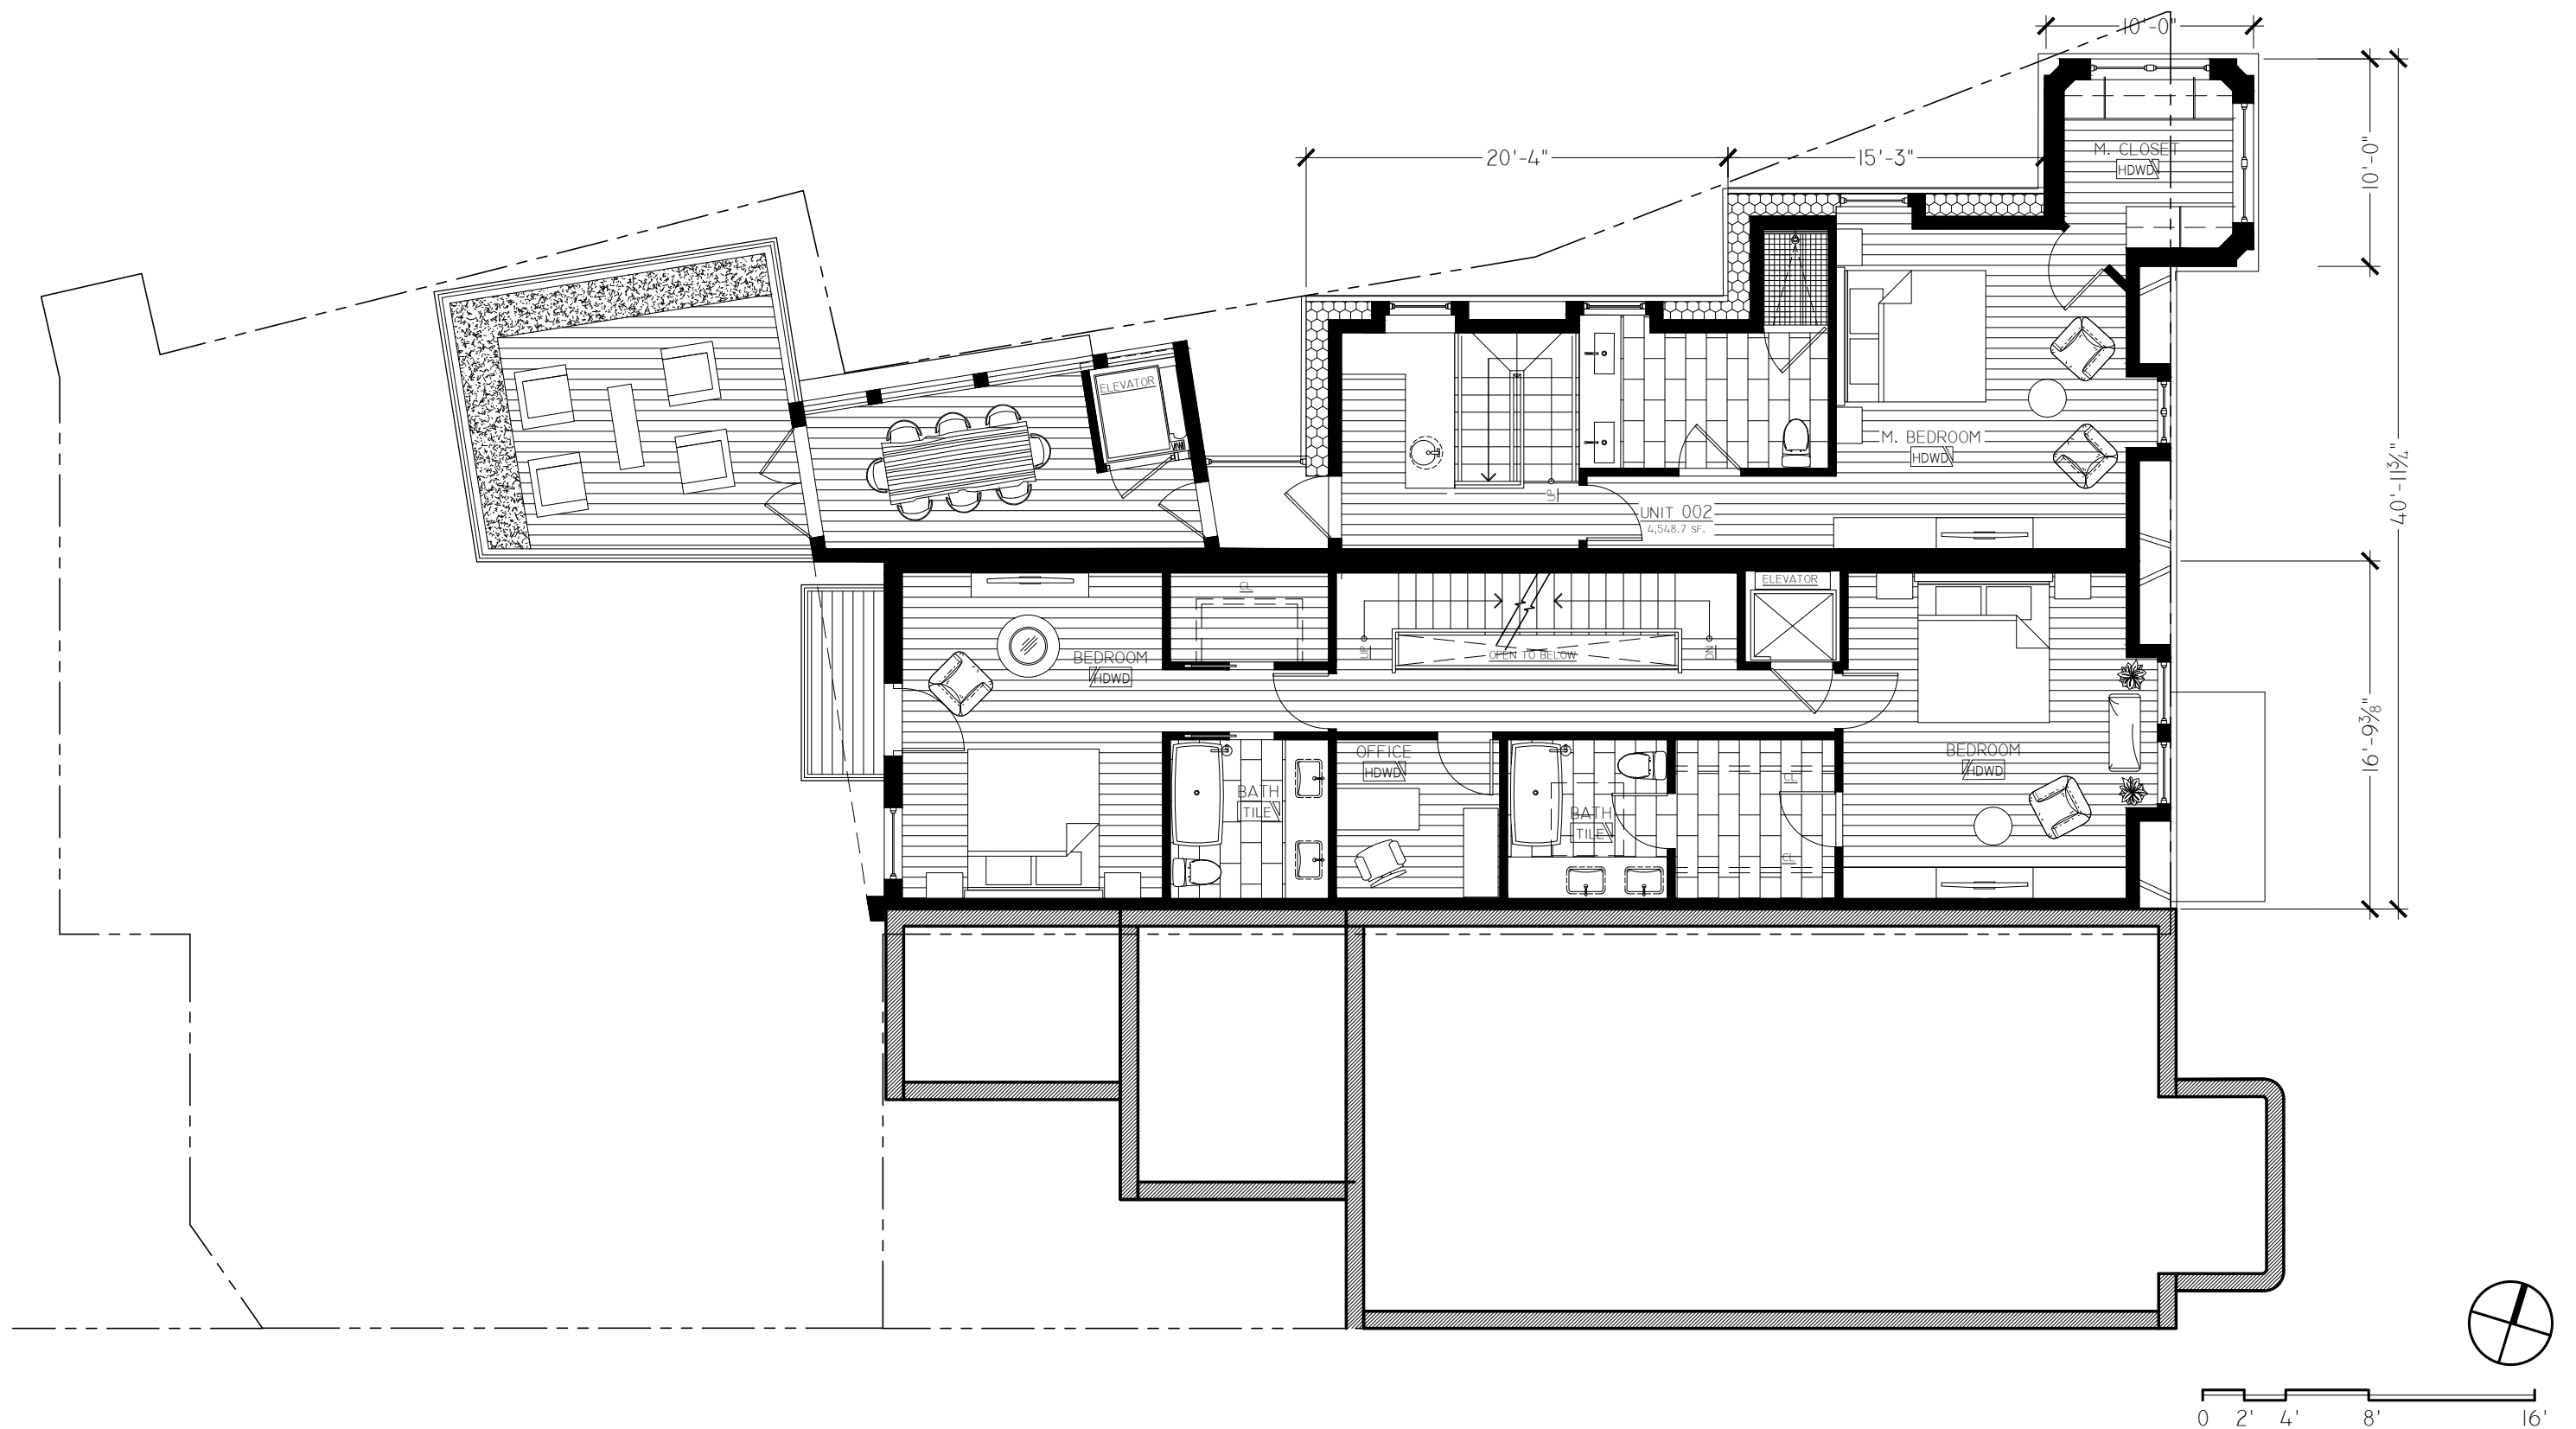 10'-0"
20'-4"
15'-3"
M. CLOSET
HDWD
10'-0"
ELEVATOR
M. BEDROOM
HDWD
40'-11¾"
UP
UNIT 002
4,548.7 SF.
CL
ELEVATOR
UP
OPEN TO BELOW
DN
BEDROOM
HDWD
16'-9⅜"
OFFICE
HDWD
BEDROOM
HDWD
CL
BATH
TILE
BATH
TILE
CL
0 2' 4' 8' 16'